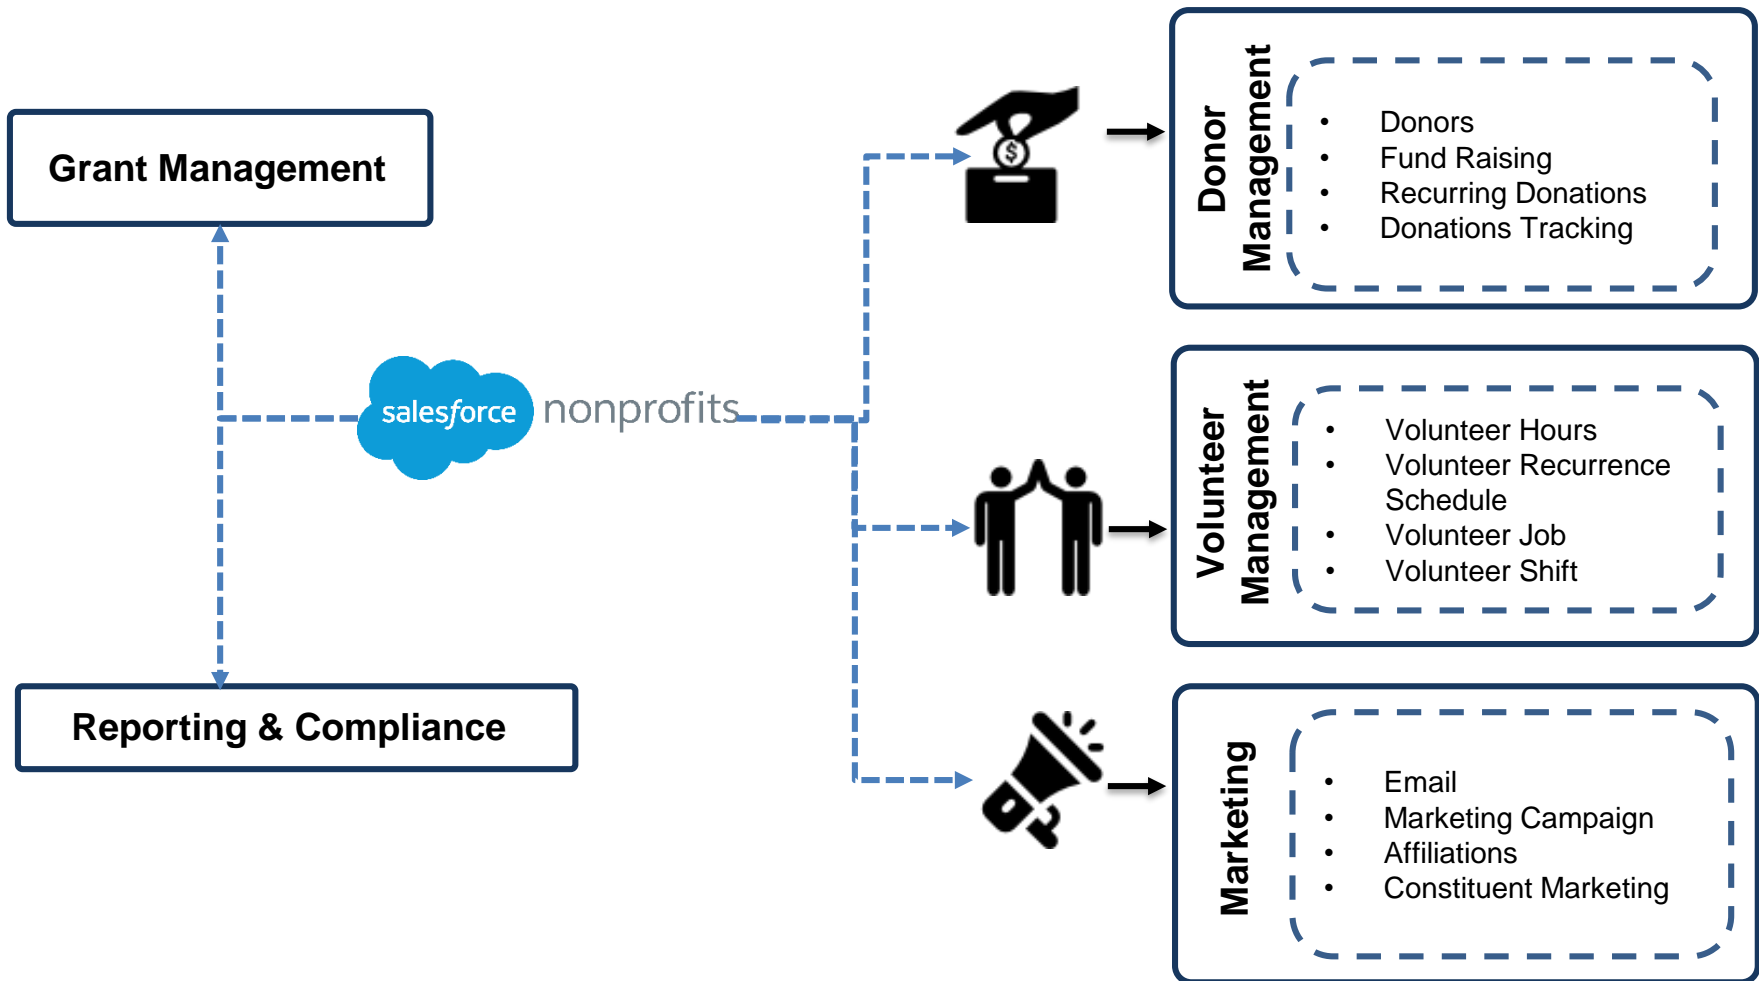 Grant Management
Reporting & Compliance
salesforce nonprofits
$
Donor
Management
• Donors
• Fund Raising
• Recurring Donations
• Donations Tracking
Volunteer
Management
• Volunteer Hours
• Volunteer Recurrence
Schedule
• Volunteer Job
• Volunteer Shift
Marketing
• Email
• Marketing Campaign
• Affiliations
• Constituent Marketing